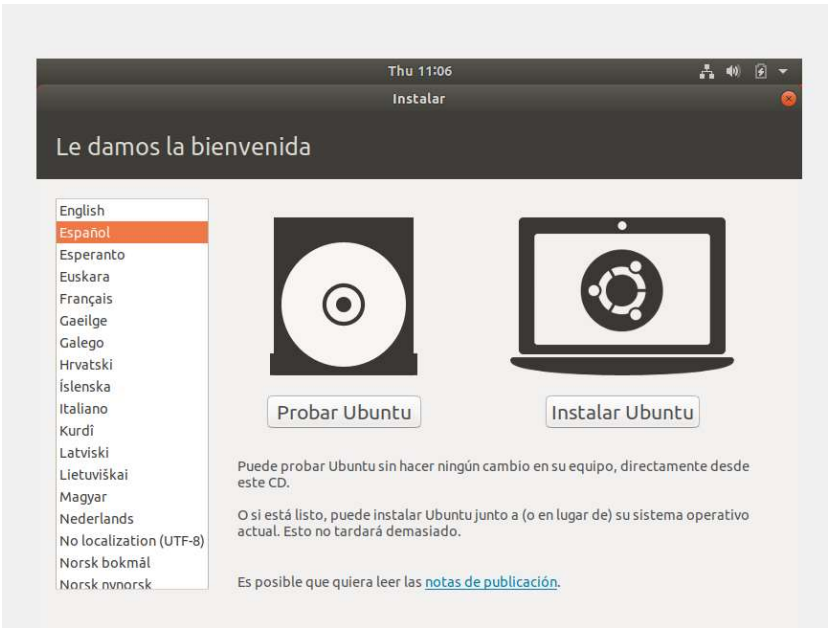 Thu 11:06
Instalar
Le damos la bienvenida
English
Español
Esperanto
Euskara
Français
Gaeilge
Galego
Hrvatski
Íslenska
Italiano
Kurdî
Latviski
Lietuviškai
Magyar
Nederlands
No localization (UTF-8)
Norsk bokmål
Norsk nynorsk
Probar Ubuntu
Instalar Ubuntu
Puede probar Ubuntu sin hacer ningún cambio en su equipo, directamente desde
este CD.
O si está listo, puede instalar Ubuntu junto a (o en lugar de) su sistema operativo
actual. Esto no tardará demasiado.
Es posible que quiera leer las notas de publicación.